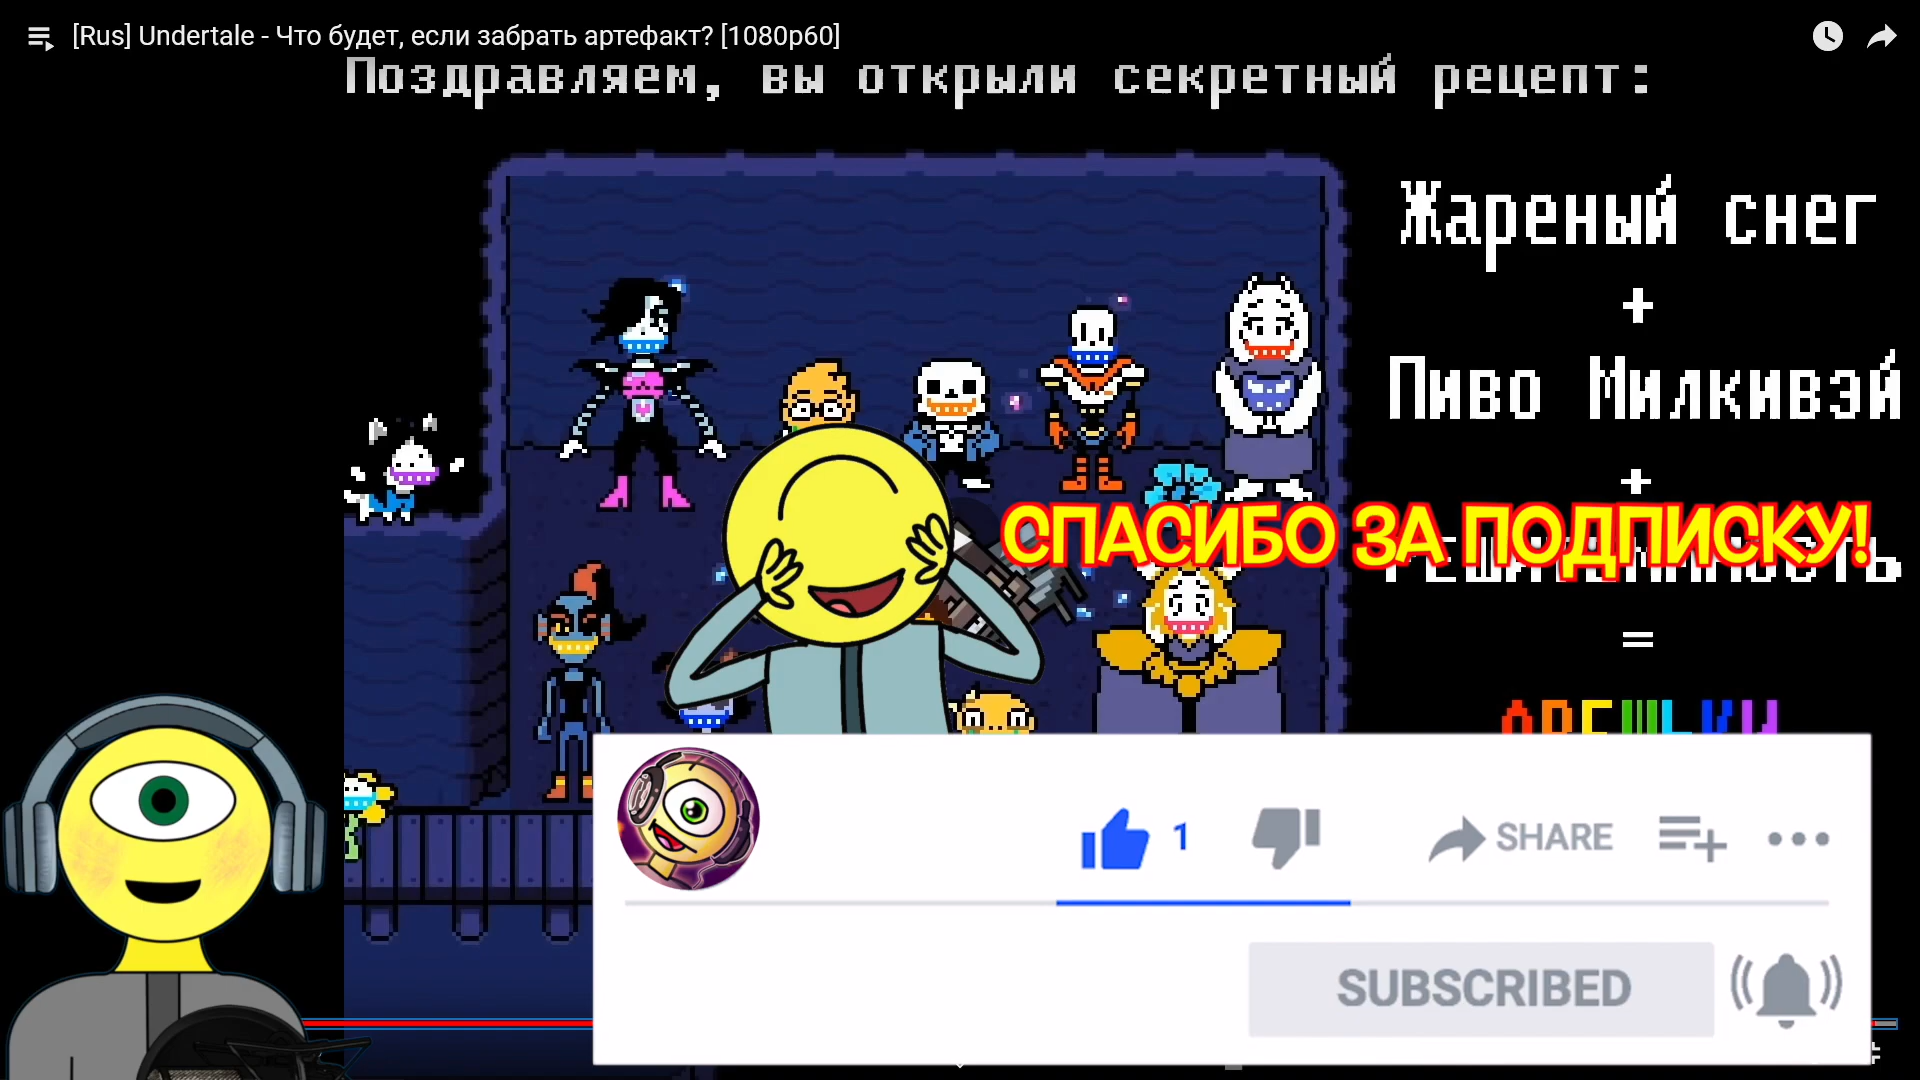 [Rus] Undertale - Что будет, если забрать артефакт? [1080p60]
Поздравляем, вы открыли секретный рецепт:
Жареный снег
+
Пиво Милкивэй
+
СПАСИБО ЗА ПОДПИСКУ!
=
1
SHARE
SUBSCRIBED